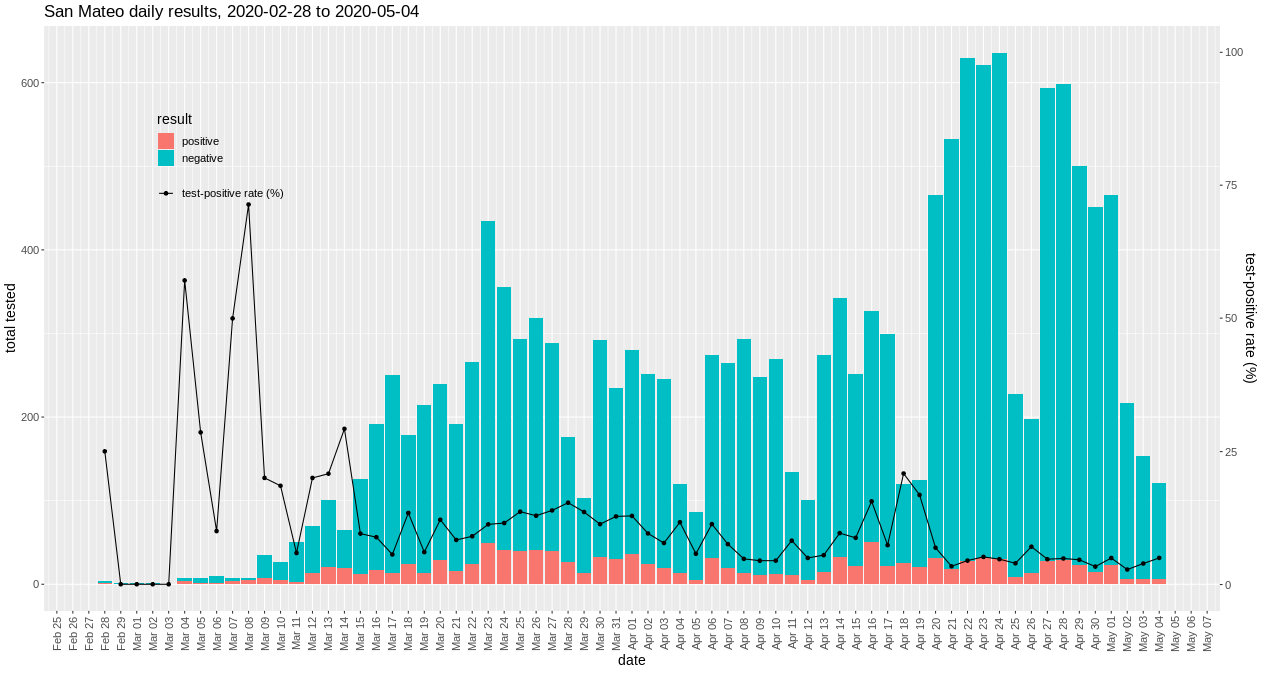 San Mateo daily results, 2020-02-28 to 2020-05-04
result
positive
negative
test-positive rate (%)
total tested
600
400
200
0
100
75
50
25
0
test-positive rate (%)
Feb 25
Feb 26
Feb 27
Feb 28
Feb 29
Mar 01
Mar 02
Mar 03
Mar 04
Mar 05
Mar 06
Mar 07
Mar 08
Mar 09
Mar 10
Mar 11
Mar 12
Mar 13
Mar 14
Mar 15
Mar 16
Mar 17
Mar 18
Mar 19
Mar 20
Mar 21
Mar 22
Mar 23
Mar 24
Mar 25
Mar 26
Mar 27
Mar 28
Mar 29
Mar 30
Mar 31
Apr 01
Apr 02
Apr 03
Apr 04
Apr 05
Apr 06
Apr 07
Apr 08
Apr 09
Apr 10
Apr 11
Apr 12
Apr 13
Apr 14
Apr 15
Apr 16
Apr 17
Apr 18
Apr 19
Apr 20
Apr 21
Apr 22
Apr 23
Apr 24
Apr 25
Apr 26
Apr 27
Apr 28
Apr 29
Apr 30
May 01
May 02
May 03
May 04
May 05
May 06
May 07
date